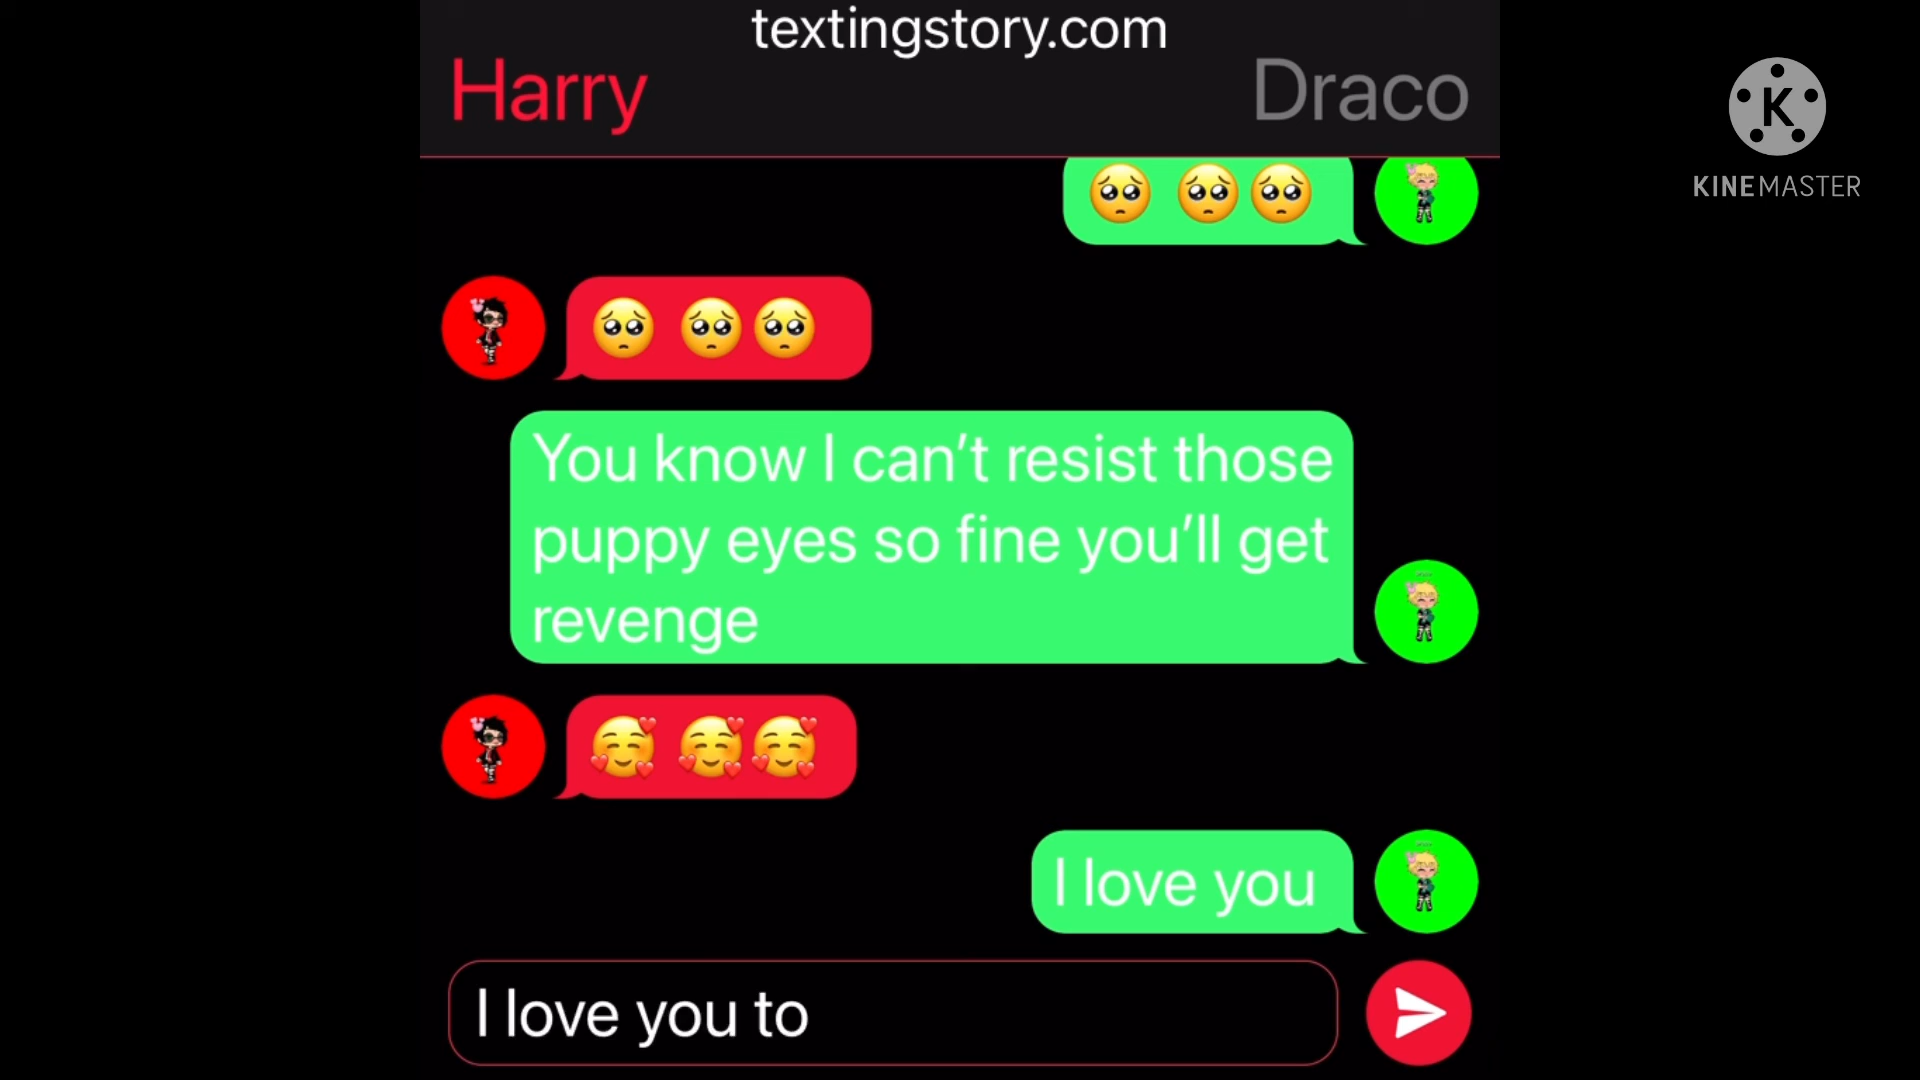 textingstory.com
Harry
Draco
🥺 🥺🥺
🥺 🥺🥺
You know I can’t resist those
puppy eyes so fine you’ll get
revenge
🥰 🥰🥰
I love you
I love you to
K
KINEMASTER